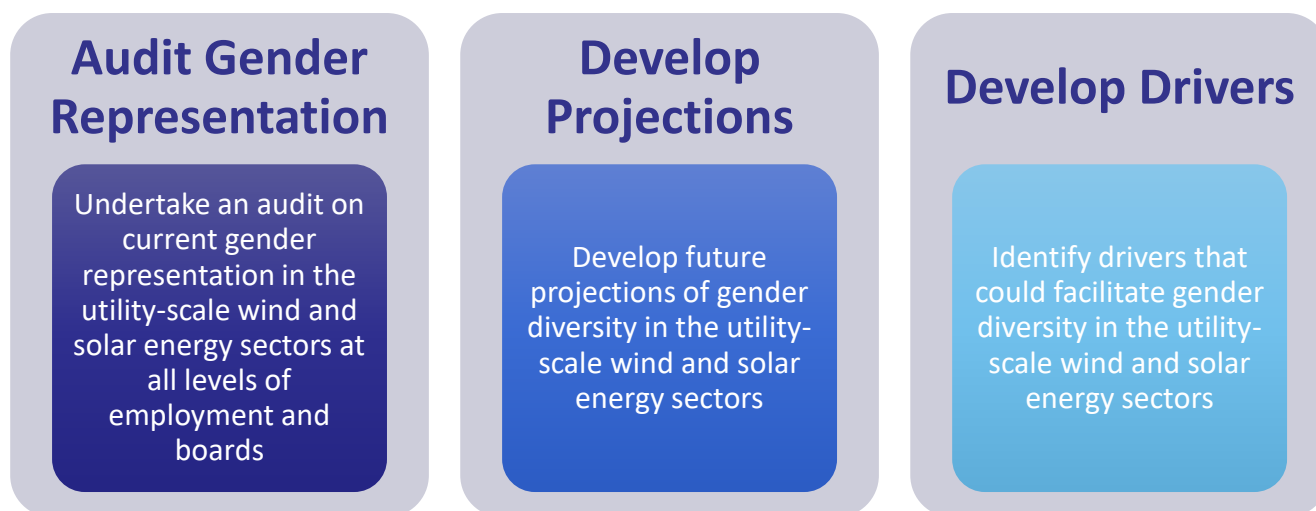 Audit Gender
Representation
Undertake an audit on
current gender
representation in the
utility-scale wind and
solar energy sectors at
all levels of
employment and
boards
Develop
Projections
Develop future
projections of gender
diversity in the utility-
scale wind and solar
energy sectors
Develop Drivers
Identify drivers that
could facilitate gender
diversity in the utility-
scale wind and solar
energy sectors